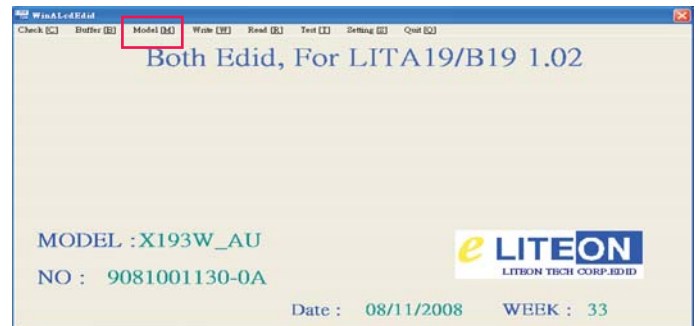 WinALcdEdid
Check [C] Buffer [B] Model [M] Write [W] Read [R] Test [T] Setting [S] Quit [Q]
Both Edid, For LITA19/B19 1.02
MODEL : X193W_AU
e LITEON
NO : 9081001130-0A
LITEON TECH CORP.EDID
Date : 08/11/2008 WEEK : 33